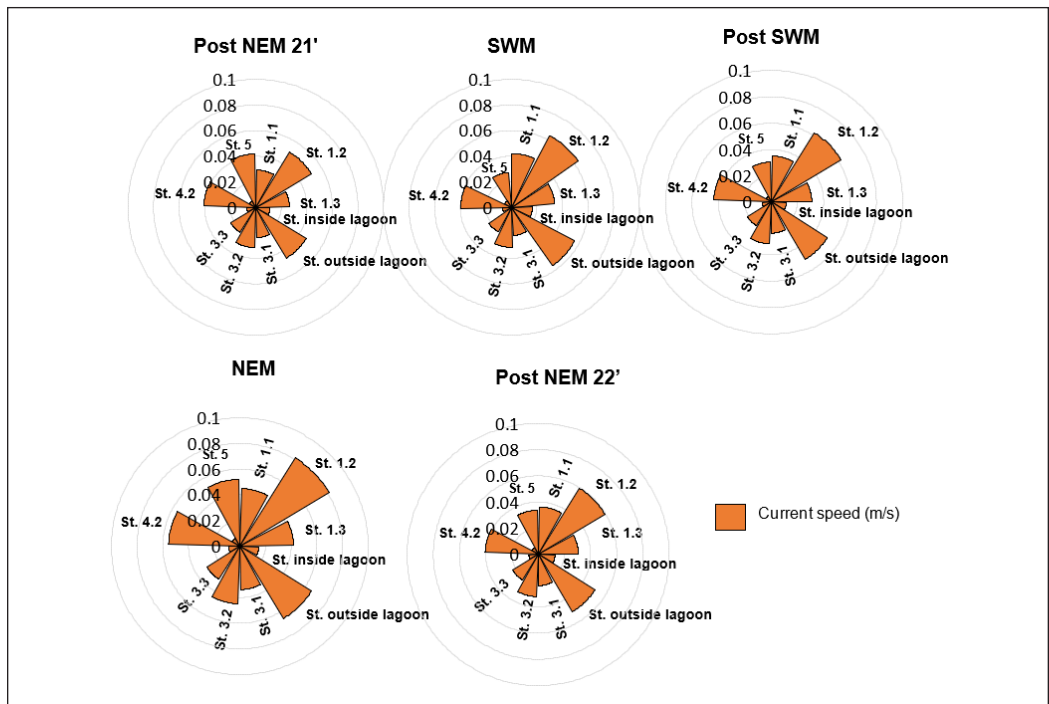 Post NEM 21'
0.1
0.08
0.06
0.04
0.02
0
St. 1.1
St. 1.2
St. 1.3
St. inside lagoon
St. outside lagoon
St. 3.1
St. 3.2
St. 3.3
St. 4.2
St. 5
SWM
0.1
0.08
0.06
0.04
0.02
0
St. 1.1
St. 1.2
St. 1.3
St. inside lagoon
St. outside lagoon
St. 3.1
St. 3.2
St. 3.3
St. 4.2
St. 5
Post SWM
0.1
0.08
0.06
0.04
0.02
0
St. 1.1
St. 1.2
St. 1.3
St. inside lagoon
St. outside lagoon
St. 3.1
St. 3.2
St. 3.3
St. 4.2
St. 5
NEM
0.1
0.08
0.06
0.04
0.02
0
St. 1.1
St. 1.2
St. 1.3
St. inside lagoon
St. outside lagoon
St. 3.1
St. 3.2
St. 3.3
St. 4.2
St. 5
Post NEM 22’
0.1
0.08
0.06
0.04
0.02
0
St. 1.1
St. 1.2
St. 1.3
St. inside lagoon
St. outside lagoon
St. 3.1
St. 3.2
St. 3.3
St. 4.2
St. 5
Current speed (m/s)